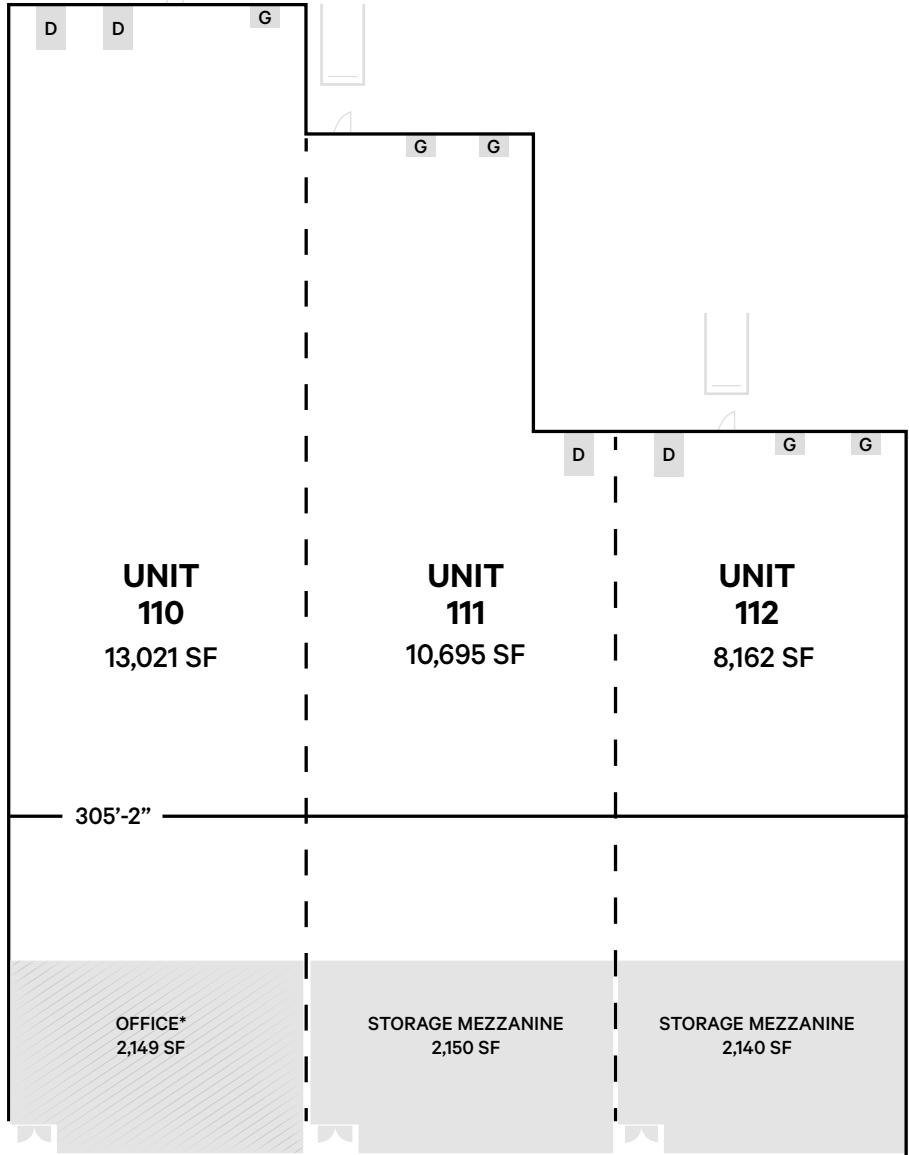 D
D
G
G
G
D
D
G
G
UNIT
110
13,021 SF
UNIT
111
10,695 SF
UNIT
112
8,162 SF
305’-2”
OFFICE*
2,149 SF
STORAGE MEZZANINE
2,150 SF
STORAGE MEZZANINE
2,140 SF